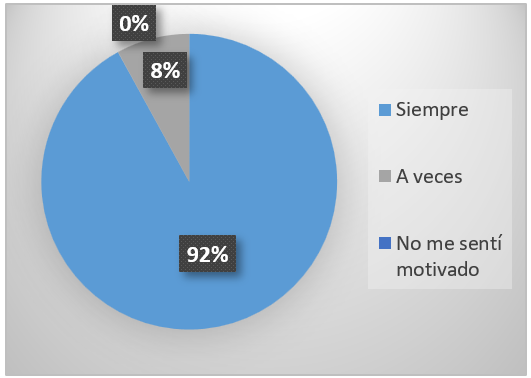 0%
8%
92%
Siempre
A veces
No me sentí
motivado